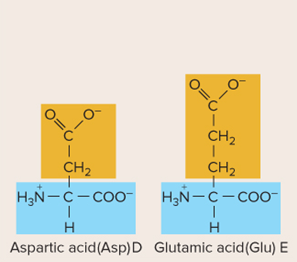 O O⁻
C
CH₂
H₃N⁺—C—COO⁻
H
Aspartic acid(Asp)D
O O⁻
C
CH₂
CH₂
H₃N⁺—C—COO⁻
H
Glutamic acid(Glu) E